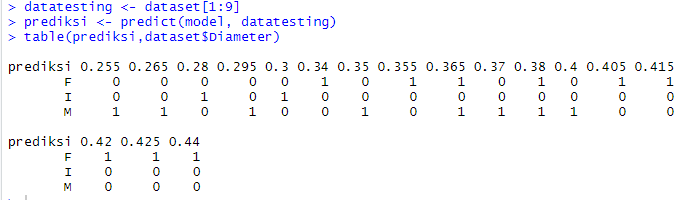 > datatesting <- dataset[1:9]
> prediksi <- predict(model, datatesting)
> table(prediksi,dataset$Diameter)
prediksi 0.255 0.265 0.28 0.295 0.3 0.34 0.35 0.355 0.365 0.37 0.38 0.4 0.405 0.415
F 0 0 0 0 0 1 0 1 1 0 1 0 1 1
I 0 0 1 0 1 0 0 0 0 0 0 0 0 0
M 1 1 0 1 0 0 1 0 1 1 1 1 0 0
prediksi 0.42 0.425 0.44
F 1 1 1
I 0 0 0
M 0 0 0